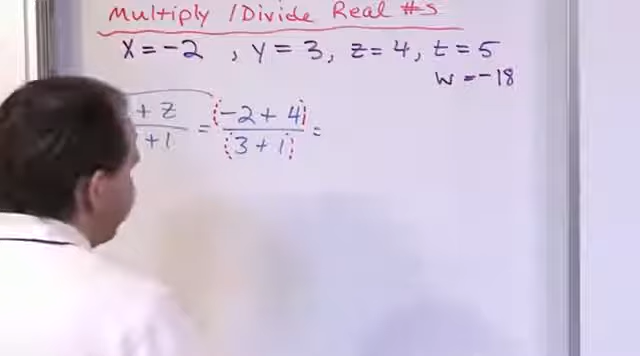 Multiply /Divide Real #s
x = -2 , y = 3, z = 4, t = 5
w = -18
+ z = (-2 + 4) =
+ 1 (3 + 1)